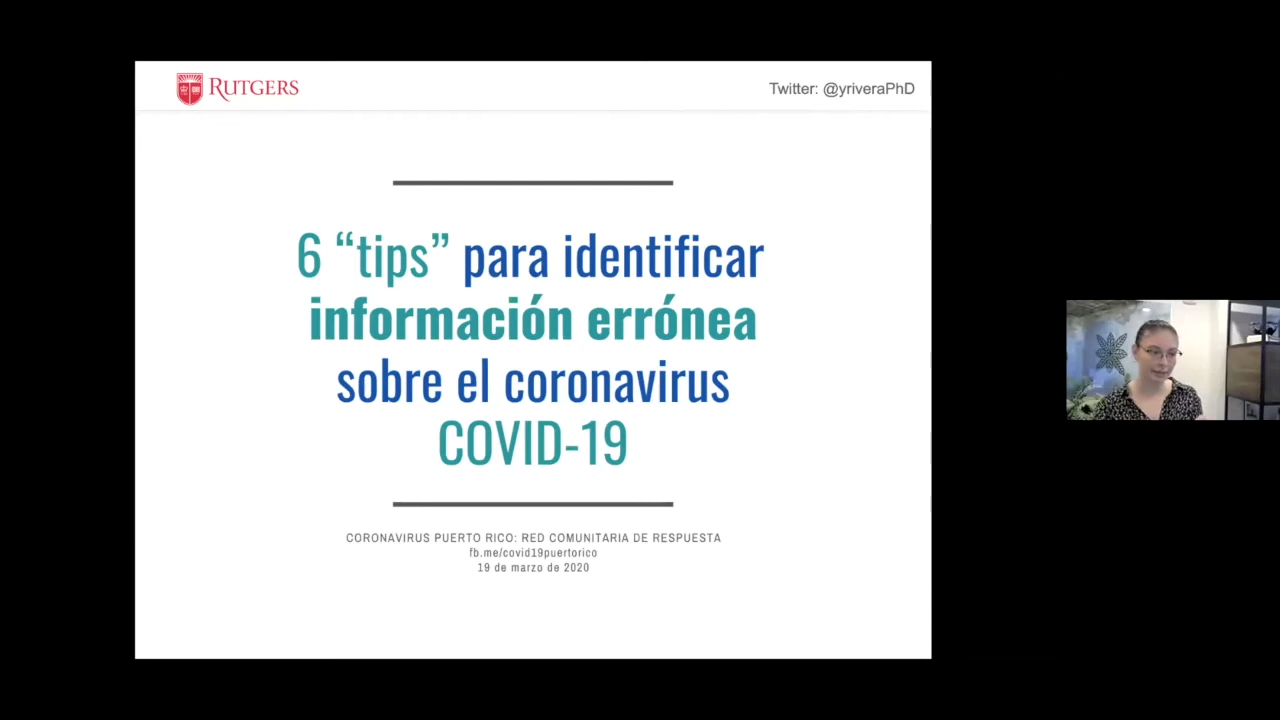 RUTGERS
Twitter: @yriveraPhD
6 “tips” para identificar
información errónea
sobre el coronavirus
COVID-19
CORONAVIRUS PUERTO RICO: RED COMUNITARIA DE RESPUESTA
fb.me/covid19puertorico
19 de marzo de 2020